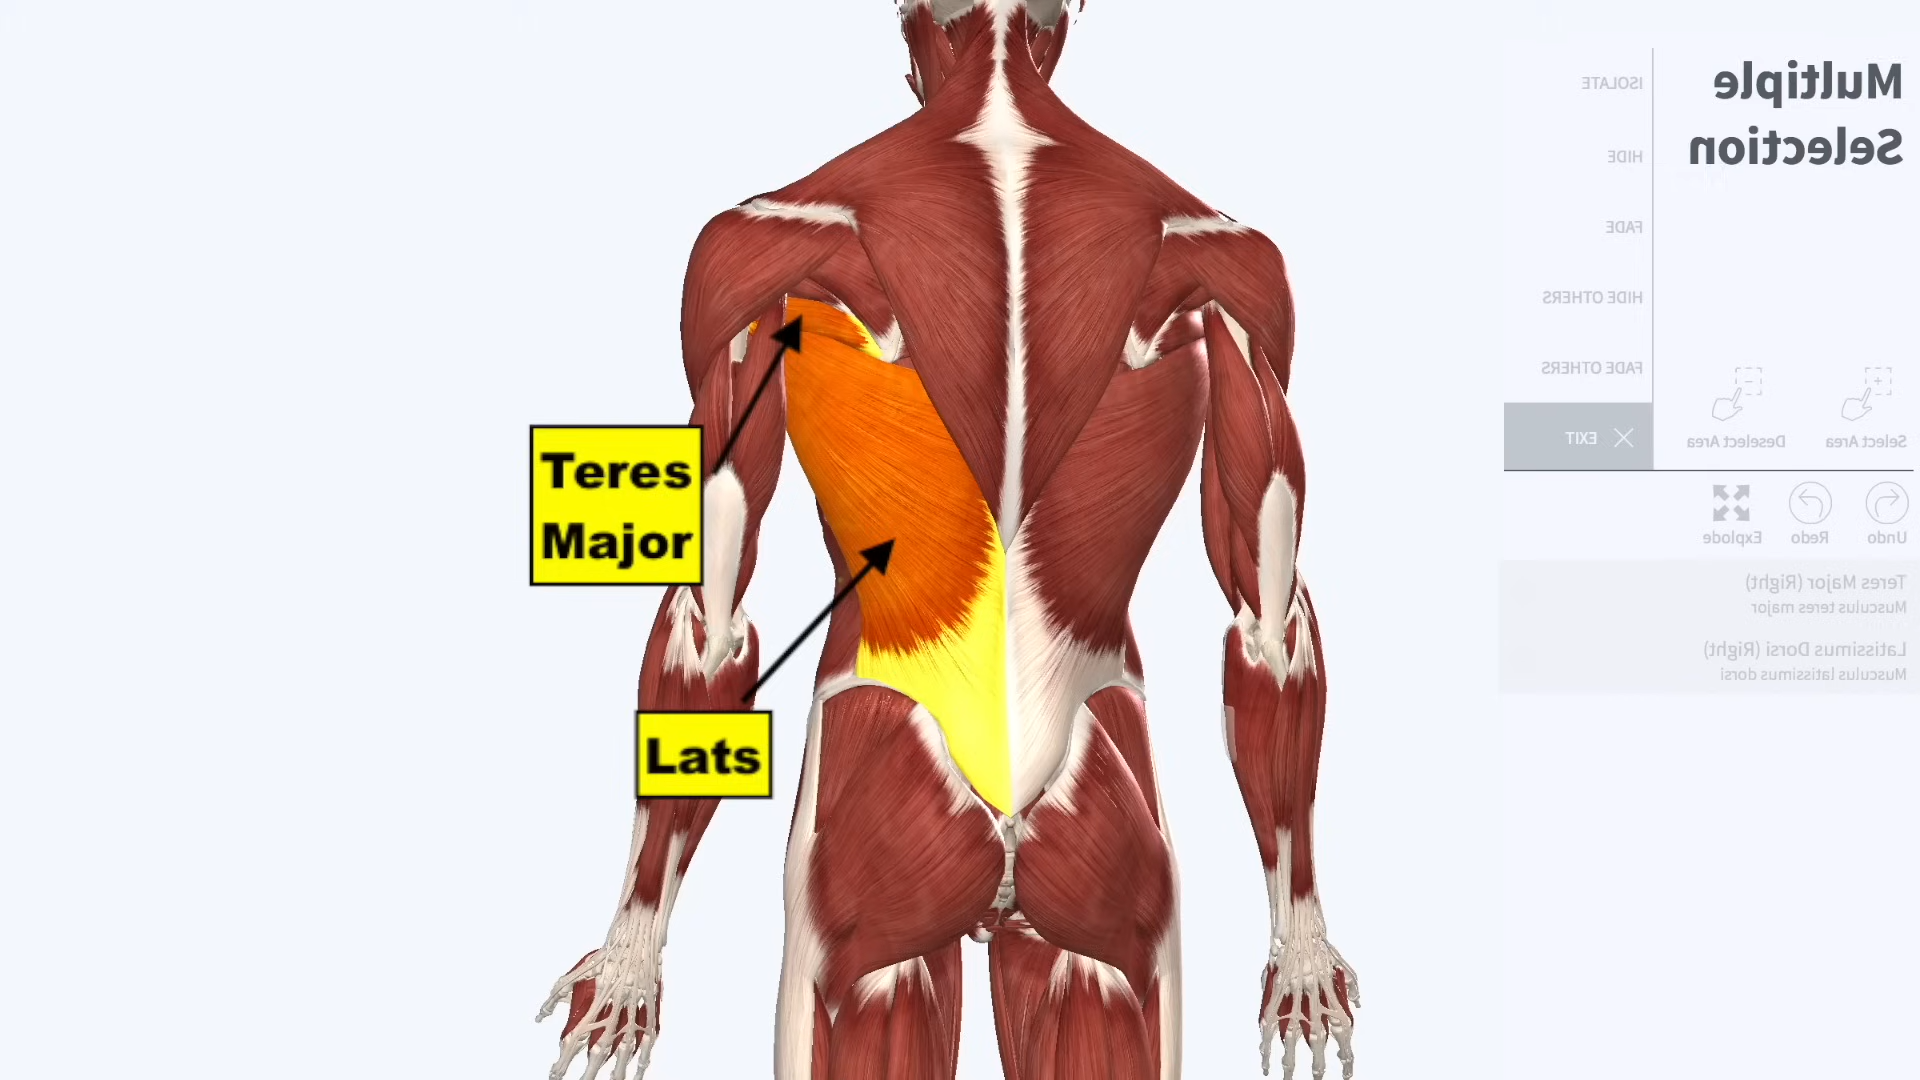 Multiple
Selection
ISOLATE
HIDE
FADE
HIDE OTHERS
FADE OTHERS
EXIT
Select Area
Deselect Area
Undo
Redo
Explode
Teres Major (Right)
Musculus teres major
Latissimus Dorsi (Right)
Musculus latissimus dorsi
Teres
Major
Lats